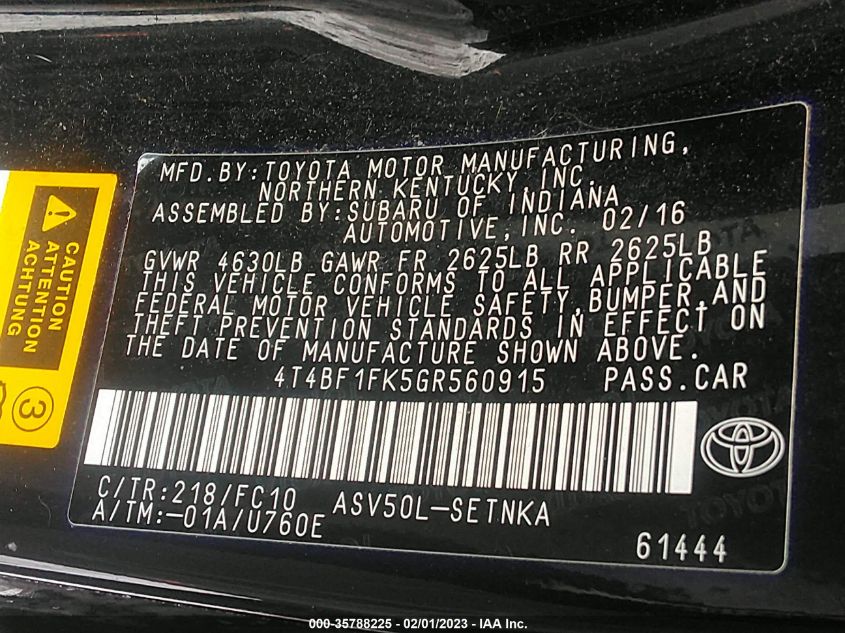 MFD.BY:TOYOTA MOTOR MANUFACTURING,
NORTHERN KENTUCKY,INC.
ASSEMBLED BY:SUBARU OF INDIANA
AUTOMOTIVE,INC. 02/16
GVWR 4630LB GAWR FR 2625LB RR 2625LB
THIS VEHICLE CONFORMS TO ALL APPLICABLE
FEDERAL MOTOR VEHICLE SAFETY,BUMPER,AND
THEFT PREVENTION STANDARDS IN EFFECT ON
THE DATE OF MANUFACTURE SHOWN ABOVE.
4T4BF1FK5GR560915 PASS.CAR
C/TR:218/FC10 ASV50L-SETNKA
A/TM:-01A/U760E
61444
CAUTION
ATTENTION
ACHTUNG
3
000-35788225 - 02/01/2023 - IAA Inc.